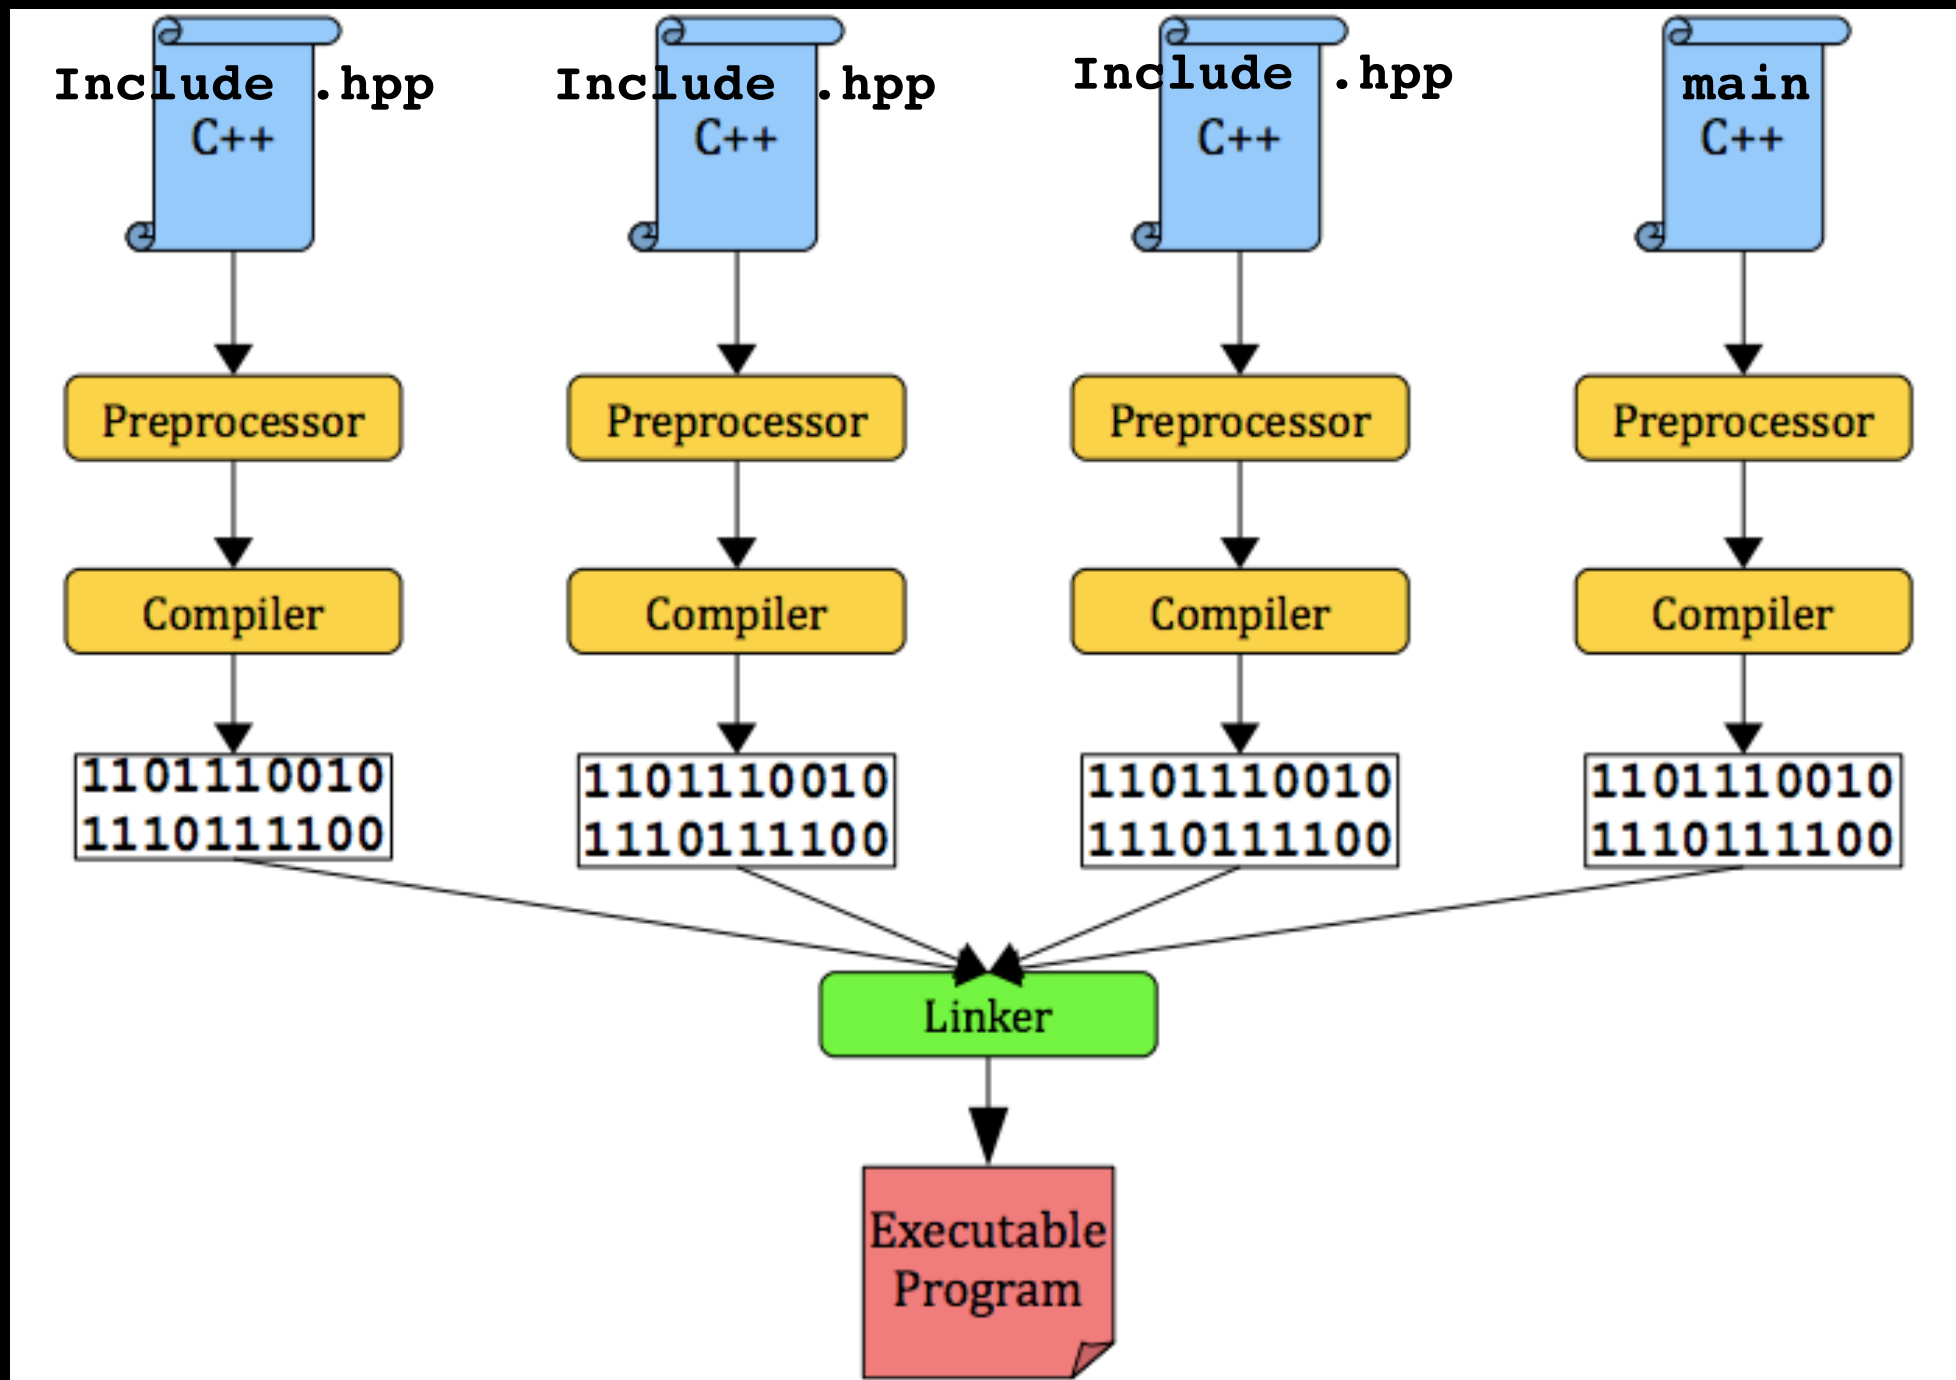 Include .hpp Include .hpp Include .hpp main
C++ C++ C++ C++
Preprocessor Preprocessor Preprocessor Preprocessor
Compiler Compiler Compiler Compiler
1101110010 1101110010 1101110010 1101110010
1110111100 1110111100 1110111100 1110111100
Linker
Executable
Program